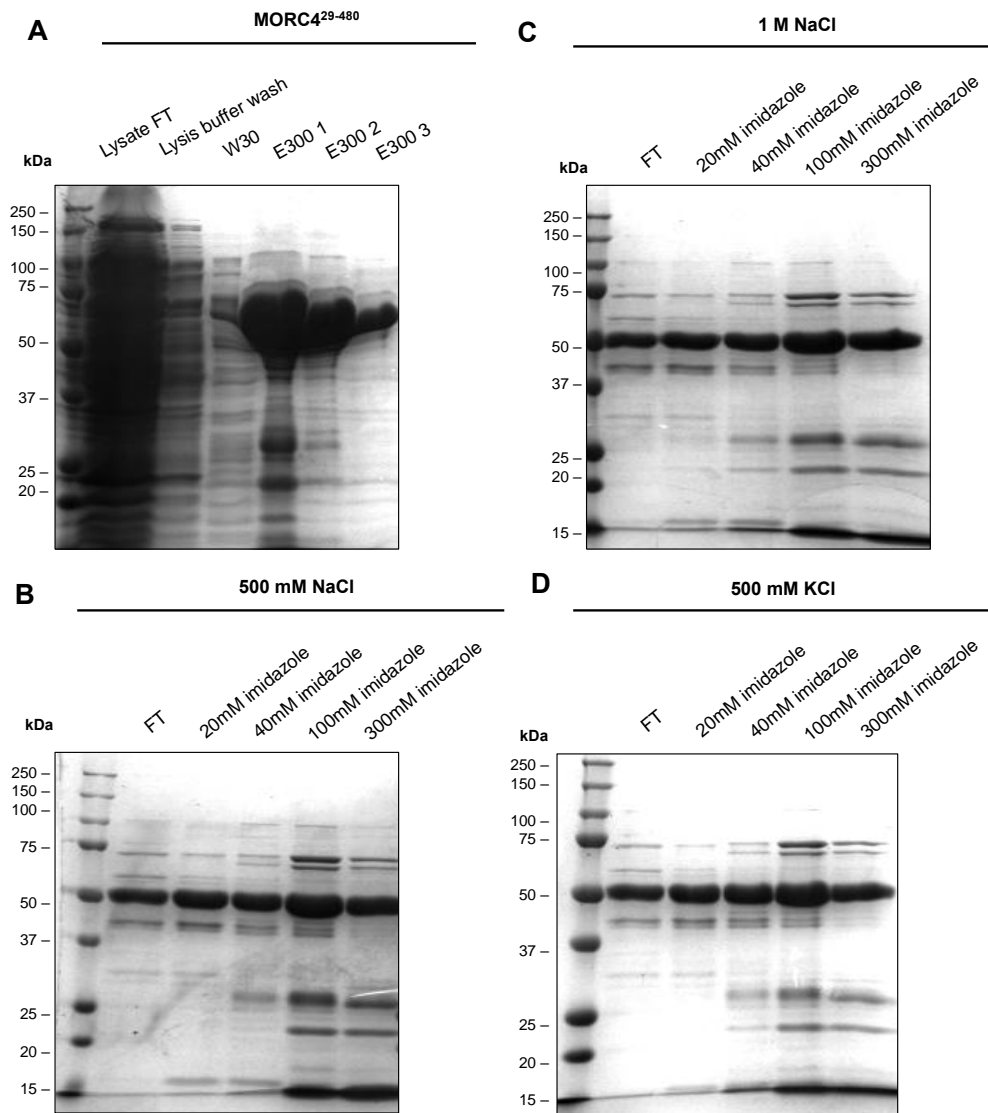 A
MORC4²⁹⁻⁴⁸⁰
kDa
Lysate FT
Lysis buffer wash
W30
E300 1
E300 2
E300 3
250 –
150 –
100 –
75 –
50 –
37 –
25 –
20 –
C
1 M NaCl
kDa
FT
20mM imidazole
40mM imidazole
100mM imidazole
300mM imidazole
250 –
150 –
100 –
75 –
50 –
37 –
25 –
20 –
15 –
B
500 mM NaCl
kDa
FT
20mM imidazole
40mM imidazole
100mM imidazole
300mM imidazole
250 –
150 –
100 –
75 –
50 –
37 –
25 –
20 –
15 –
D
500 mM KCl
kDa
FT
20mM imidazole
40mM imidazole
100mM imidazole
300mM imidazole
250 –
150 –
100 –
75 –
50 –
37 –
25 –
20 –
15 –